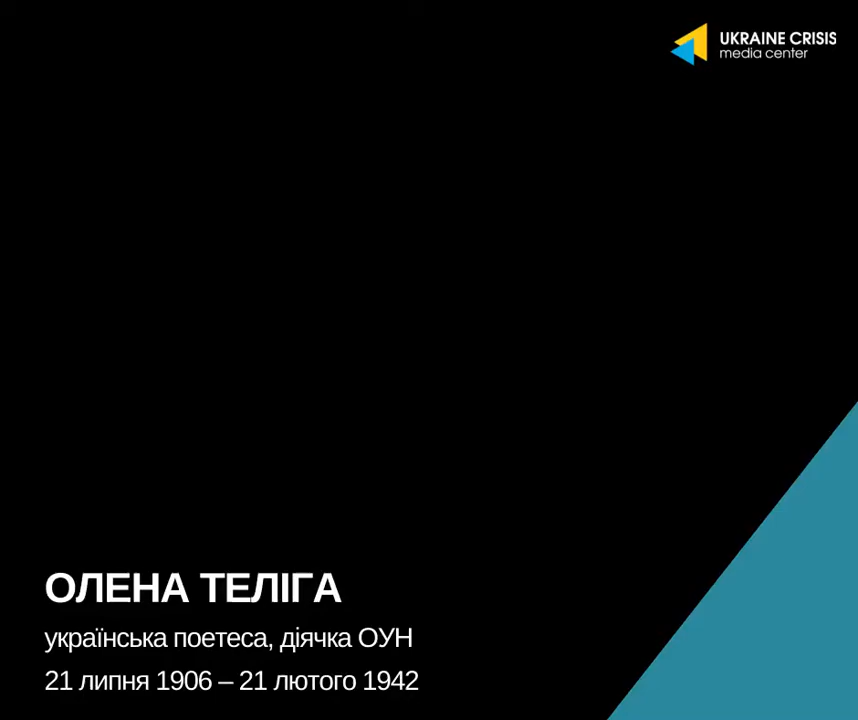 UKRAINE CRISIS
media center
ОЛЕНА ТЕЛІГА
українська поетеса, діячка ОУН
21 липня 1906 – 21 лютого 1942